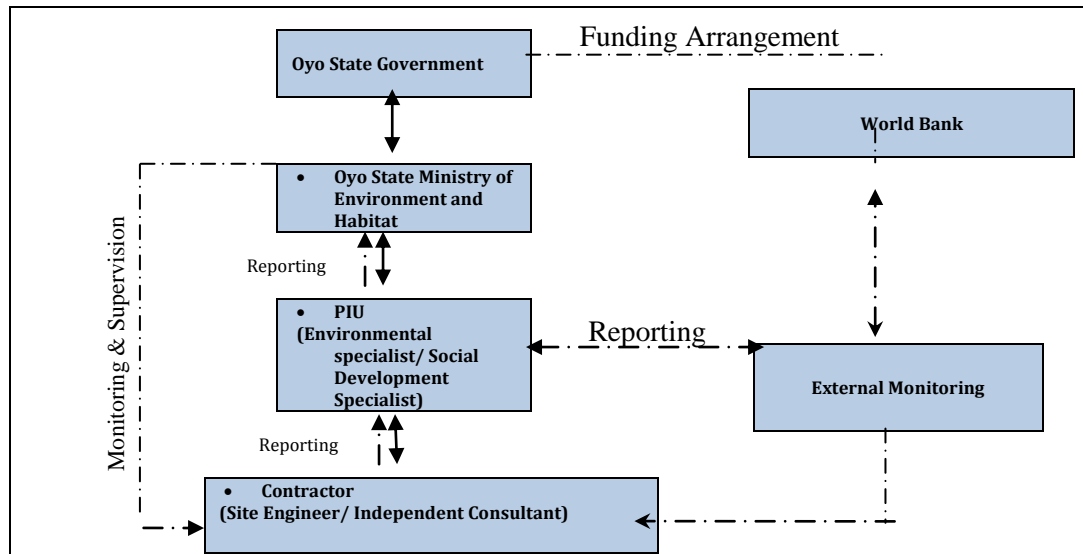 Funding Arrangement
Oyo State Government
World Bank
• Oyo State Ministry of
Environment and
Habitat
Monitoring & Supervision
Reporting
• PIU
(Environmental
specialist/ Social
Development
Specialist)
Reporting
External Monitoring
Reporting
• Contractor
(Site Engineer/ Independent Consultant)